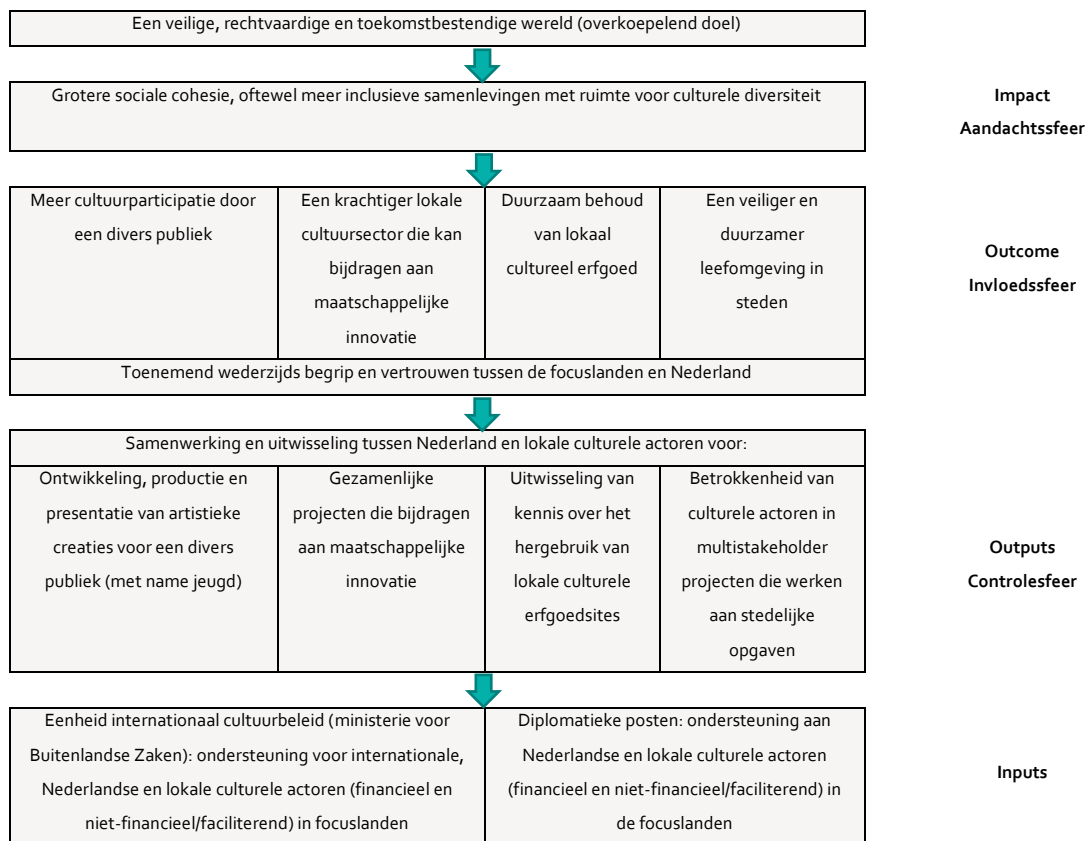 Een veilige, rechtvaardige en toekomstbestendige wereld (overkoepelend doel)
Grotere sociale cohesie, oftewel meer inclusieve samenlevingen met ruimte voor culturele diversiteit
Impact
Aandachtssfeer
Meer cultuurparticipatie door
een divers publiek
Een krachtiger lokale
cultuursector die kan
bijdragen aan
maatschappelijke
innovatie
Duurzaam behoud
van lokaal
cultureel erfgoed
Een veiliger en
duurzamer
leefomgeving in
steden
Outcome
Invloedssfeer
Toenemend wederzijds begrip en vertrouwen tussen de focuslanden en Nederland
Samenwerking en uitwisseling tussen Nederland en lokale culturele actoren voor:
Ontwikkeling, productie en
presentatie van artistieke
creaties voor een divers
publiek (met name jeugd)
Gezamenlijke
projecten die bijdragen
aan maatschappelijke
innovatie
Uitwisseling van
kennis over het
hergebruik van
lokale culturele
erfgoedsites
Betrokkenheid van
culturele actoren in
multistakeholder
projecten die werken
aan stedelijke
opgaven
Outputs
Controlesfeer
Eenheid internationaal cultuurbeleid (ministerie voor
Buitenlandse Zaken): ondersteuning voor internationale,
Nederlandse en lokale culturele actoren (financieel en
niet-financieel/faciliterend) in focuslanden
Diplomatieke posten: ondersteuning aan
Nederlandse en lokale culturele actoren
(financieel en niet-financieel/faciliterend) in
de focuslanden
Inputs